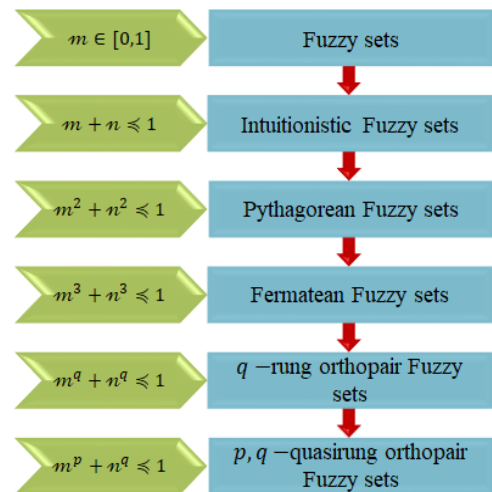 m ∈ [0,1]
Fuzzy sets
m + n ≼ 1
Intuitionistic Fuzzy sets
m² + n² ≼ 1
Pythagorean Fuzzy sets
m³ + n³ ≼ 1
Fermatean Fuzzy sets
m^q + n^q ≼ 1
q −rung orthopair Fuzzy
sets
m^p + n^q ≼ 1
p, q −quasirung orthopair
Fuzzy sets